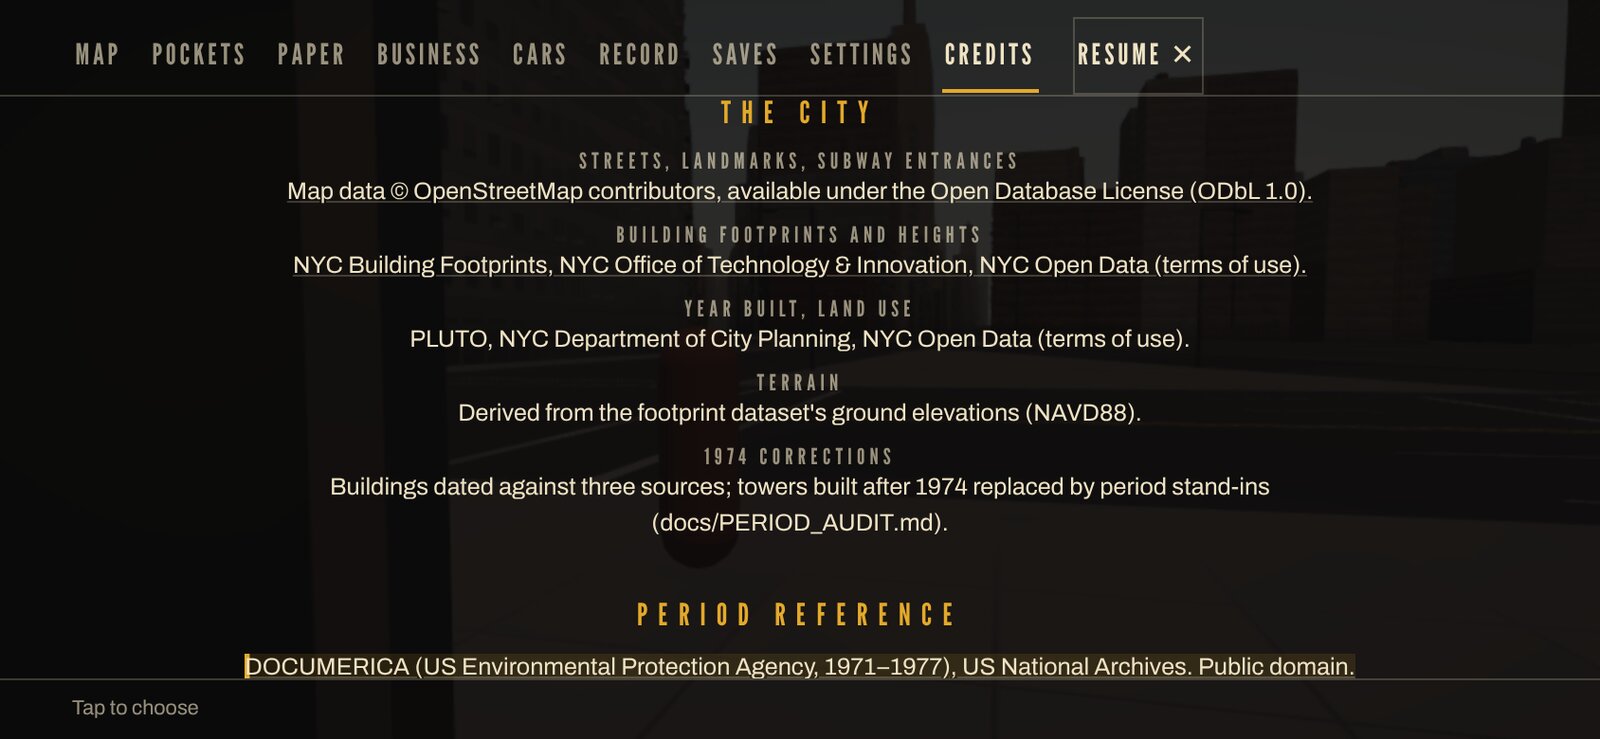 MAP POCKETS PAPER BUSINESS CARS RECORD SAVES SETTINGS CREDITS RESUME ✕
THE CITY
STREETS, LANDMARKS, SUBWAY ENTRANCES
Map data © OpenStreetMap contributors, available under the Open Database License (ODbL 1.0).
BUILDING FOOTPRINTS AND HEIGHTS
NYC Building Footprints, NYC Office of Technology & Innovation, NYC Open Data (terms of use).
YEAR BUILT, LAND USE
PLUTO, NYC Department of City Planning, NYC Open Data (terms of use).
TERRAIN
Derived from the footprint dataset's ground elevations (NAVD88).
1974 CORRECTIONS
Buildings dated against three sources; towers built after 1974 replaced by period stand-ins
(docs/PERIOD_AUDIT.md).
PERIOD REFERENCE
DOCUMERICA (US Environmental Protection Agency, 1971–1977), US National Archives. Public domain.
Tap to choose